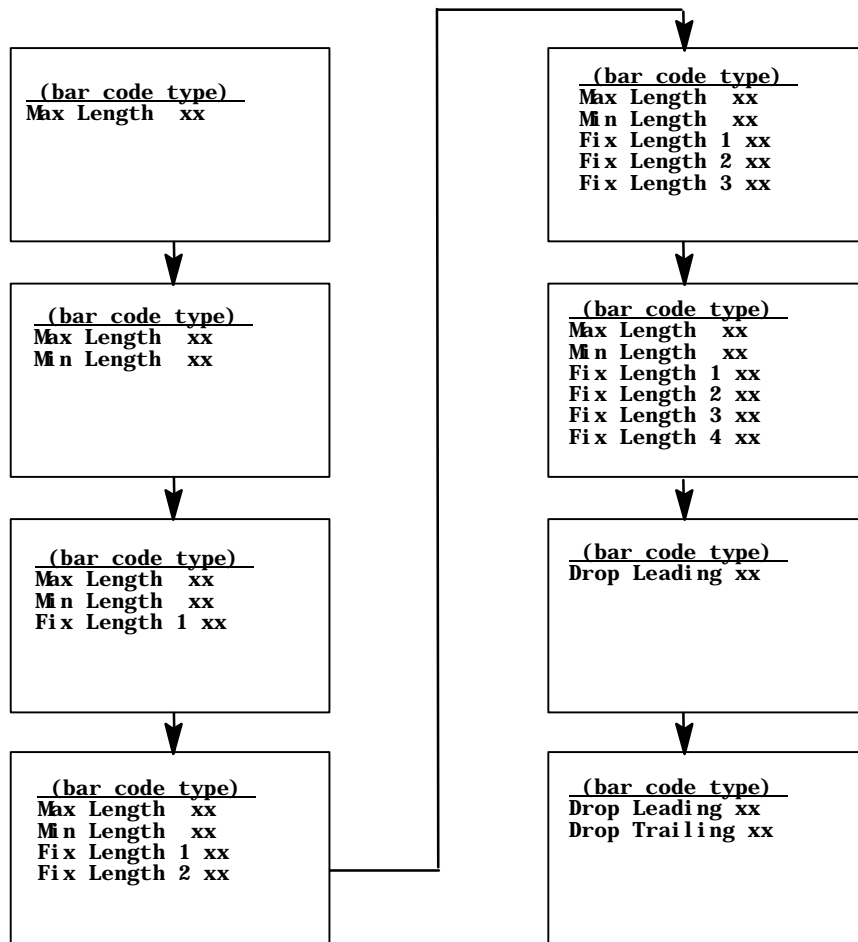 (bar code type)
Max Length xx
(bar code type)
Max Length xx
Min Length xx
(bar code type)
Max Length xx
Min Length xx
Fix Length 1 xx
(bar code type)
Max Length xx
Min Length xx
Fix Length 1 xx
Fix Length 2 xx
(bar code type)
Max Length xx
Min Length xx
Fix Length 1 xx
Fix Length 2 xx
Fix Length 3 xx
(bar code type)
Max Length xx
Min Length xx
Fix Length 1 xx
Fix Length 2 xx
Fix Length 3 xx
Fix Length 4 xx
(bar code type)
Drop Leading xx
(bar code type)
Drop Leading xx
Drop Trailing xx